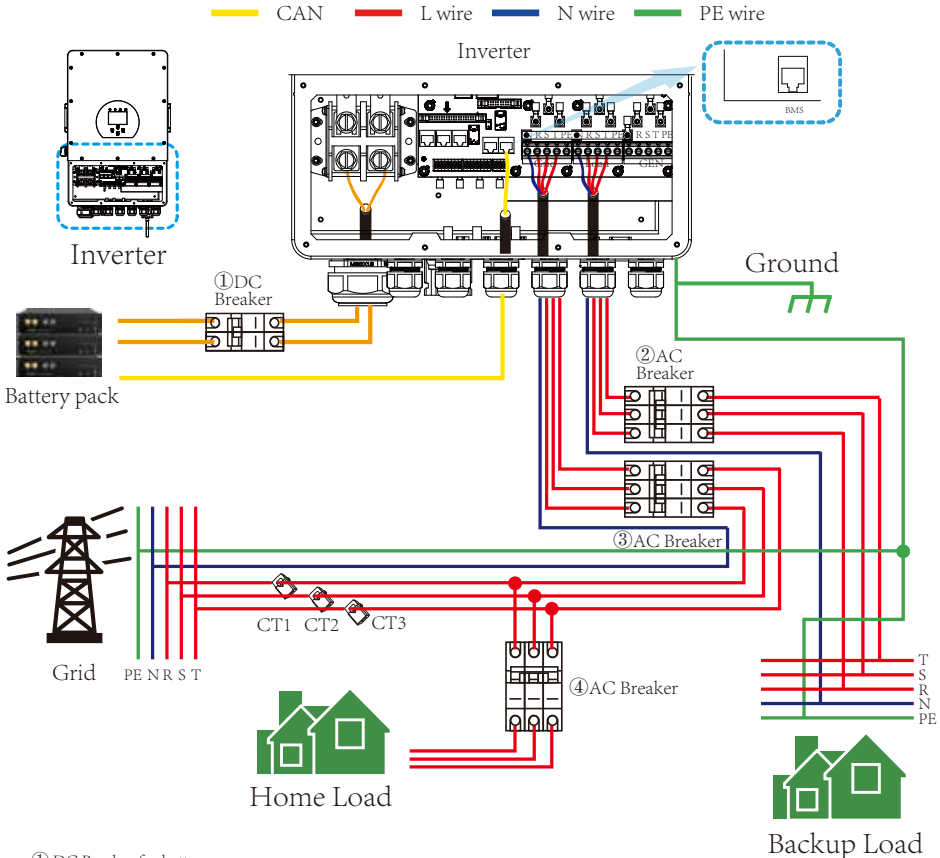 CAN L wire N wire PE wire
Inverter
BMS
R S T PE R S T PE R S T PE
GEN
Inverter
Ground
①DC
Breaker
②AC
Breaker
Battery pack
③AC Breaker
CT1 CT2 CT3
Grid
PE N R S T
④AC Breaker
T
S
R
N
PE
Home Load
Backup Load